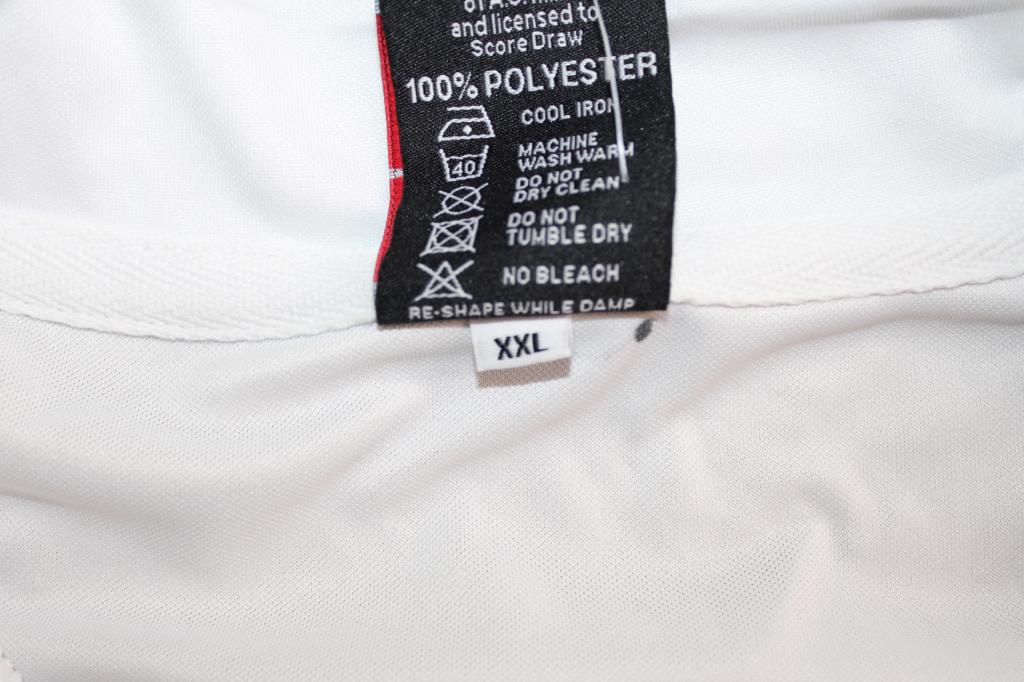 and licensed to
Score Draw
100% POLYESTER
COOL IRON
40
MACHINE
WASH WARM
DO NOT
DRY CLEAN
DO NOT
TUMBLE DRY
NO BLEACH
RE-SHAPE WHILE DAMP
XXL